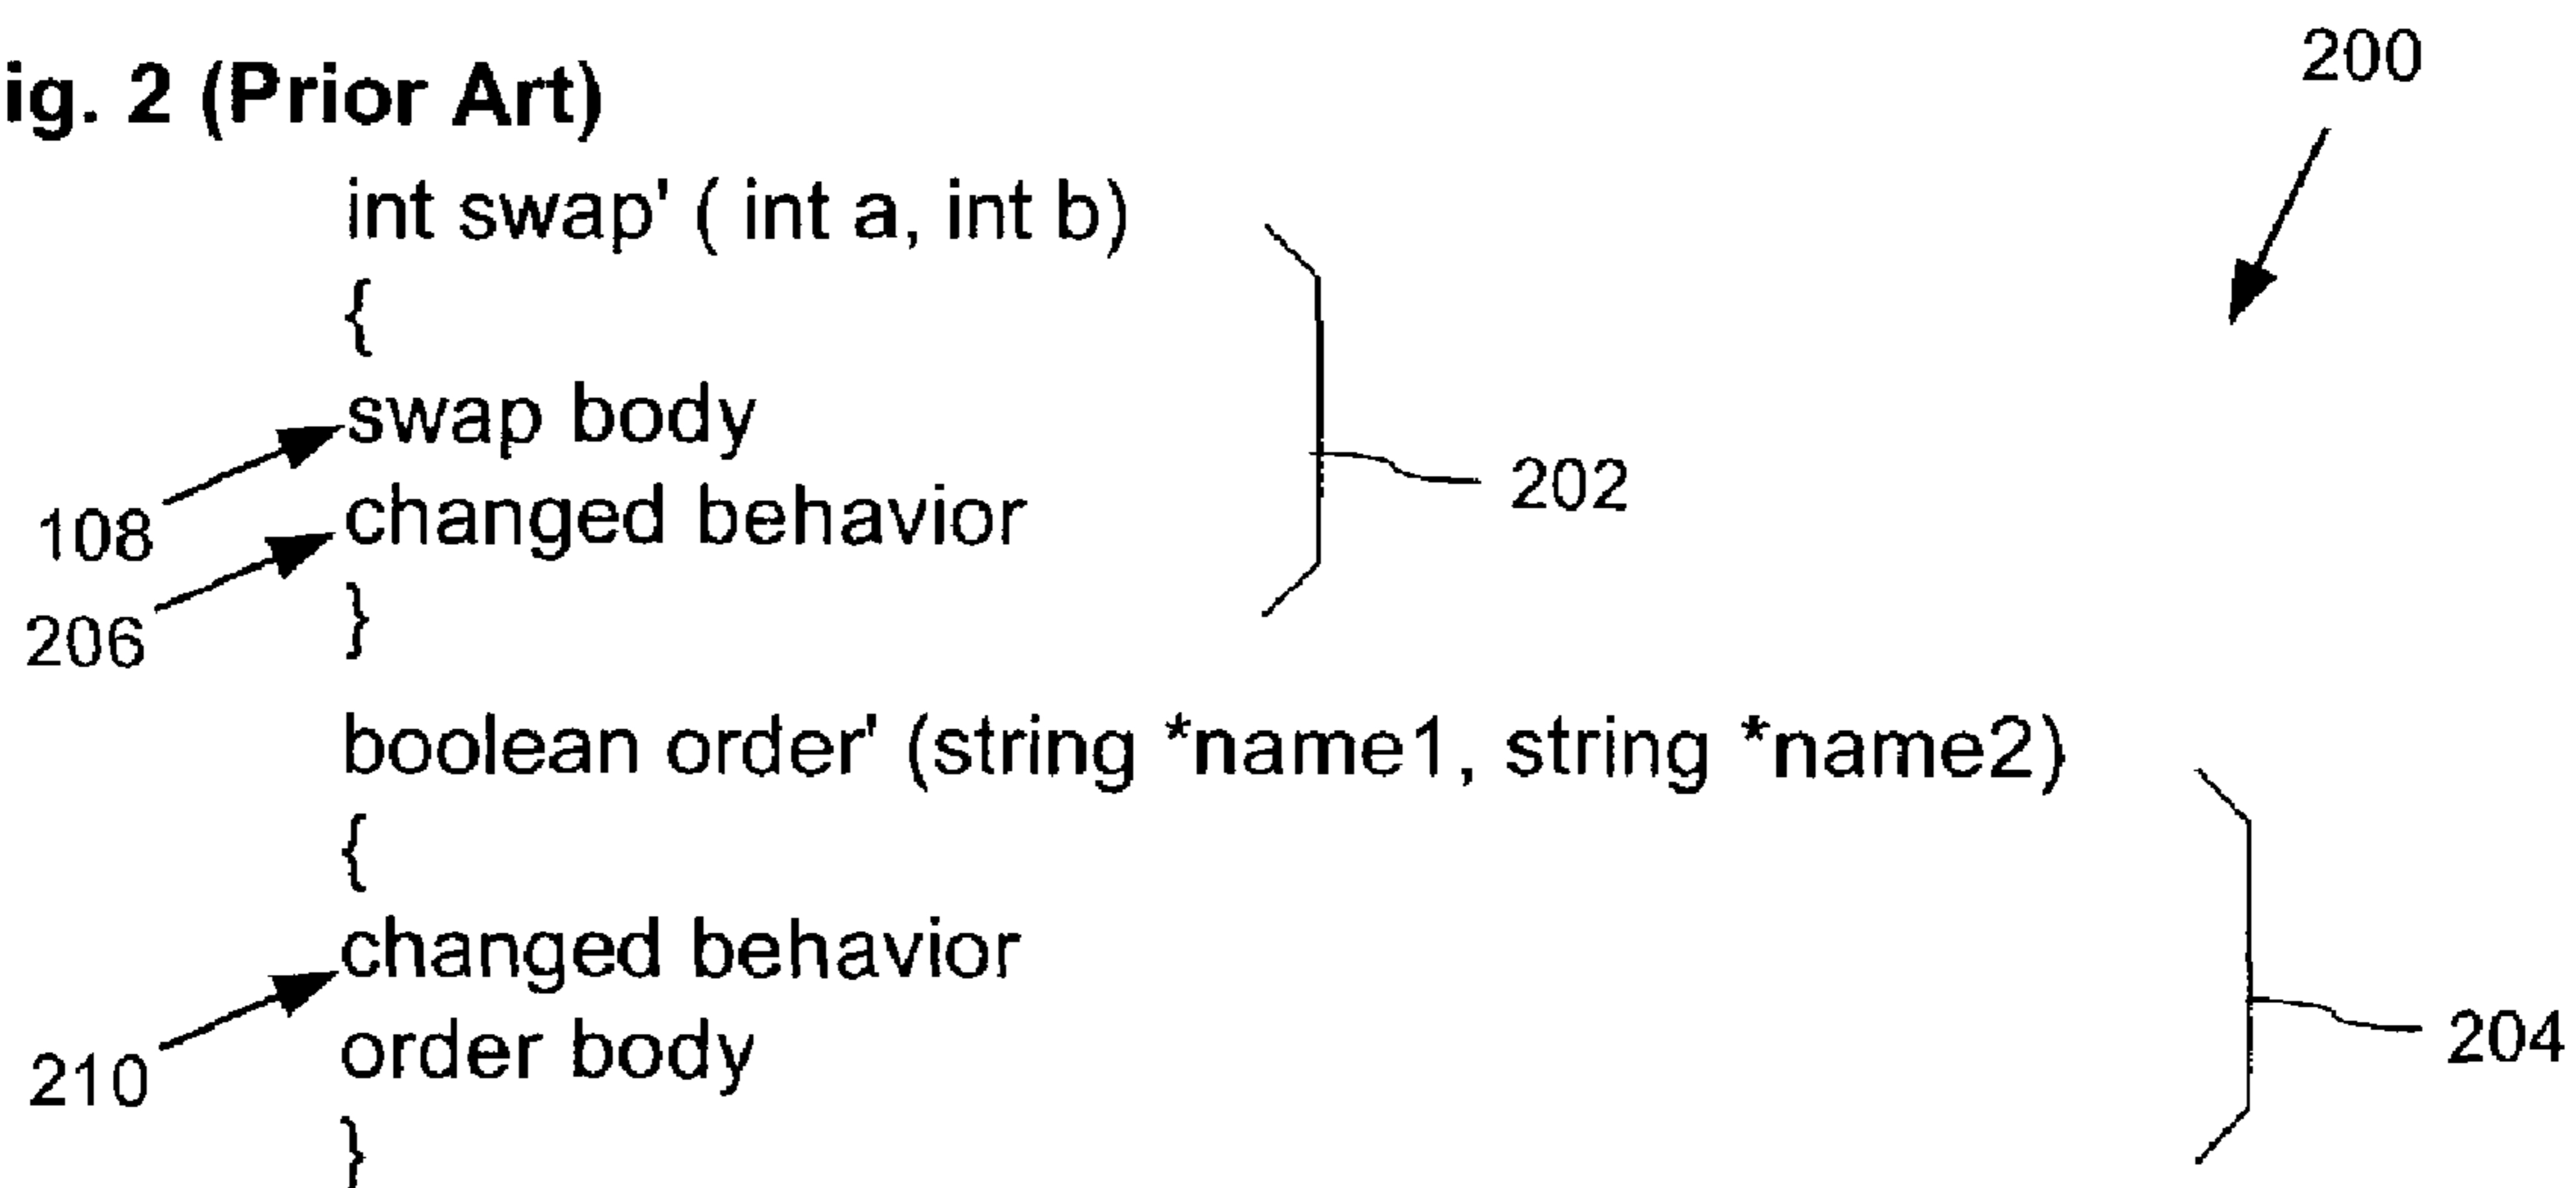 ig. 2 (Prior Art)
200
int swap' ( int a, int b)
{
swap body
108
changed behavior
202
206
}
boolean order' (string *name1, string *name2)
{
changed behavior
210
order body
204
}